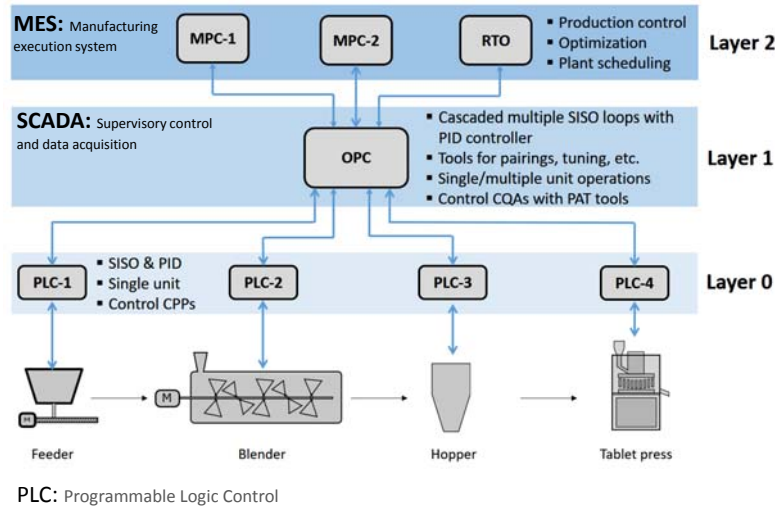 MES: Manufacturing
execution system
MPC-1
MPC-2
RTO
▪ Production control
▪ Optimization
▪ Plant scheduling
Layer 2
SCADA: Supervisory control
and data acquisition
OPC
▪ Cascaded multiple SISO loops with
PID controller
▪ Tools for pairings, tuning, etc.
▪ Single/multiple unit operations
▪ Control CQAs with PAT tools
Layer 1
PLC-1
▪ SISO & PID
▪ Single unit
▪ Control CPPs
PLC-2
PLC-3
PLC-4
Layer 0
M
M
Feeder
Blender
Hopper
Tablet press
PLC: Programmable Logic Control